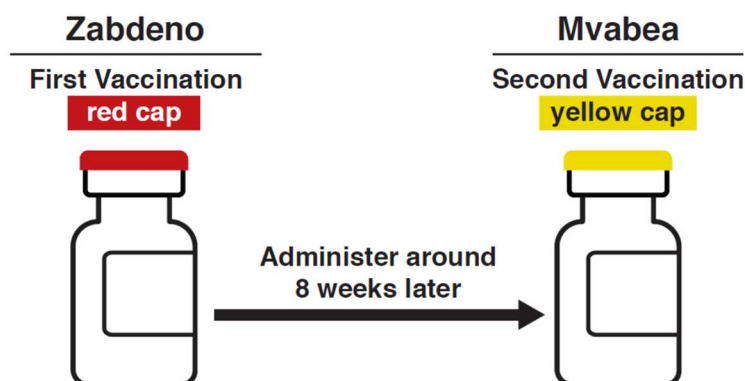 Zabdeno
First Vaccination
red cap
Mvabea
Second Vaccination
yellow cap
Administer around
8 weeks later